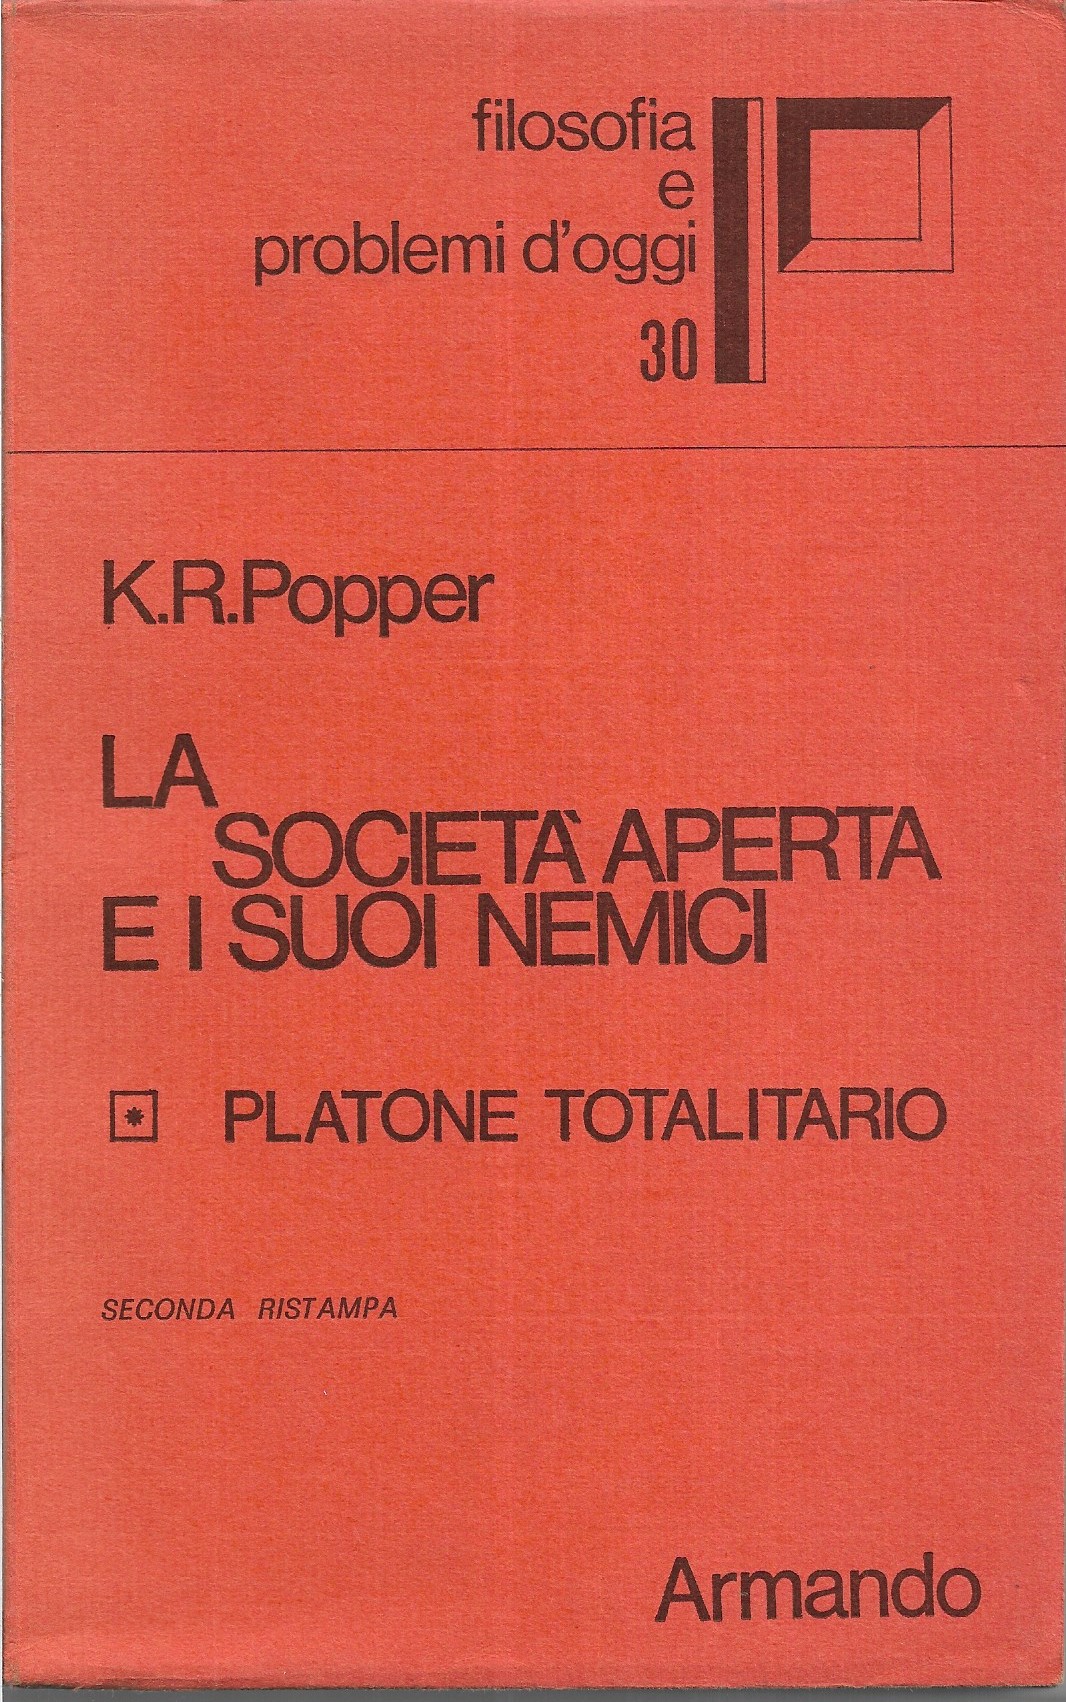 filosofia
e
problemi d'oggi
30
K.R.Popper
LA
SOCIETÀ APERTA
E I SUOI NEMICI
* PLATONE TOTALITARIO
SECONDA RISTAMPA
Armando